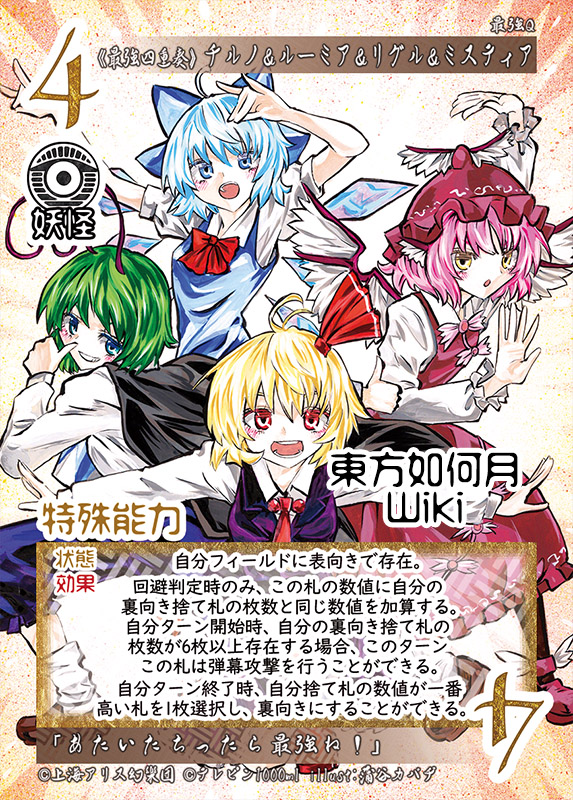 最強Q
《最強四重奏》チルノ&ルーミア&リグル&ミスティア
4
妖怪
東方如何月
Wiki
特殊能力
状態
自分フィールドに表向きで存在。
効果
回避判定時のみ、この札の数値に自分の
裏向き捨て札の枚数と同じ数値を加算する。
自分ターン開始時、自分の裏向き捨て札の
枚数が6枚以上存在する場合、このターン
この札は弾幕攻撃を行うことができる。
自分ターン終了時、自分捨て札の数値が一番
高い札を1枚選択し、裏向きにすることができる。
4
「あたいたちったら最強ね!」
©上海アリス幻樂団 ©テレピン1000ml illust:蒲谷カバヂ